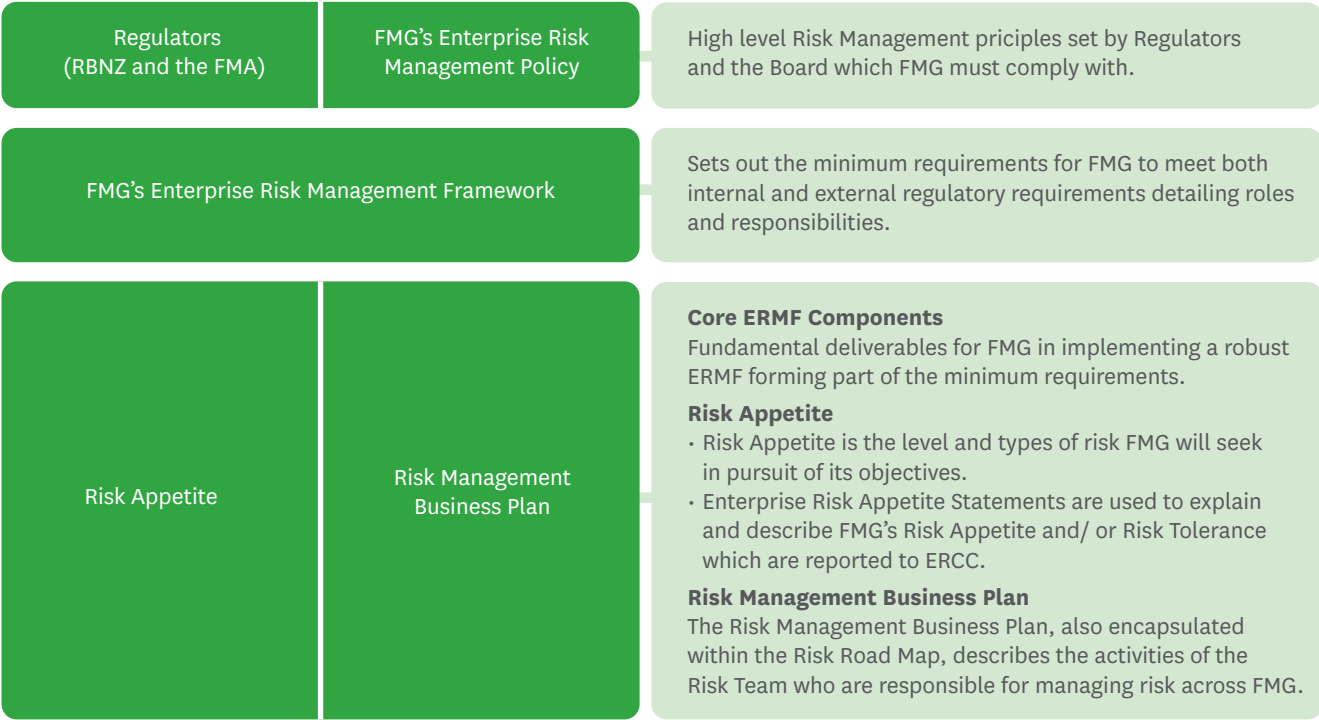 Regulators
(RBNZ and the FMA)
FMG’s Enterprise Risk
Management Policy
High level Risk Management priciples set by Regulators
and the Board which FMG must comply with.
FMG’s Enterprise Risk Management Framework
Sets out the minimum requirements for FMG to meet both
internal and external regulatory requirements detailing roles
and responsibilities.
Risk Appetite
Risk Management
Business Plan
Core ERMF Components
Fundamental deliverables for FMG in implementing a robust
ERMF forming part of the minimum requirements.
Risk Appetite
· Risk Appetite is the level and types of risk FMG will seek
in pursuit of its objectives.
· Enterprise Risk Appetite Statements are used to explain
and describe FMG’s Risk Appetite and/ or Risk Tolerance
which are reported to ERCC.
Risk Management Business Plan
The Risk Management Business Plan, also encapsulated
within the Risk Road Map, describes the activities of the
Risk Team who are responsible for managing risk across FMG.